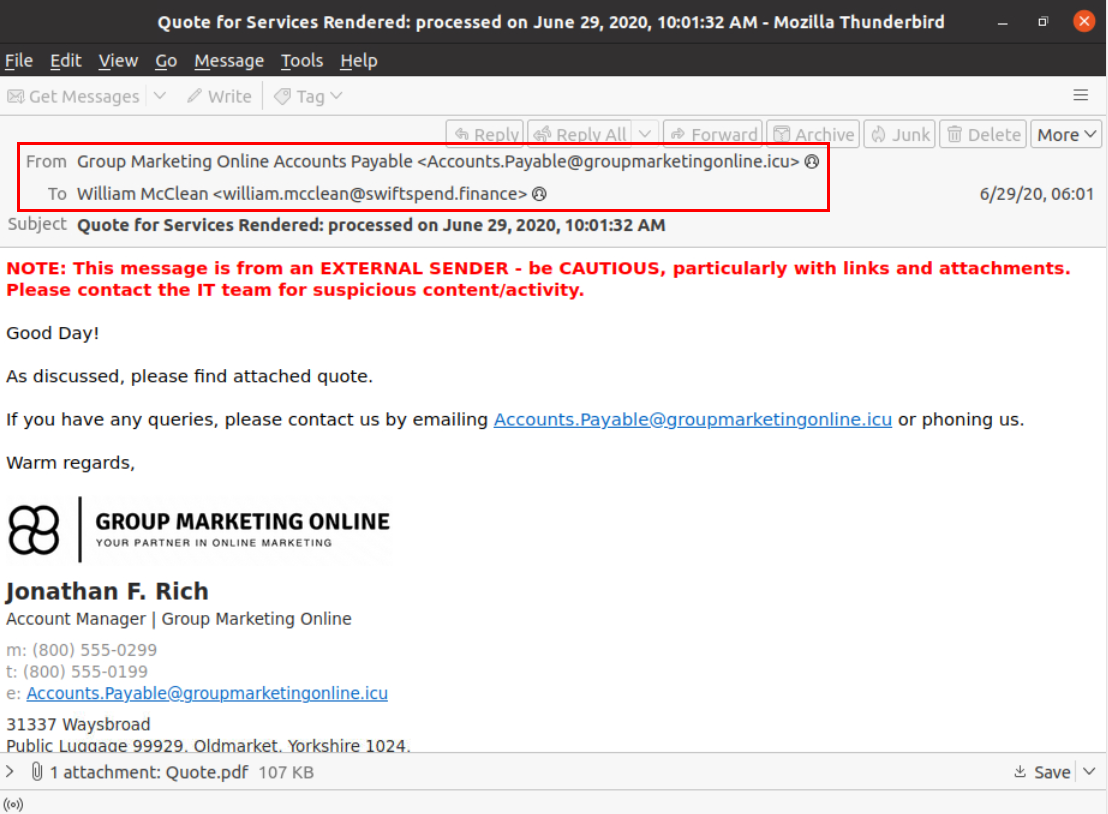 Quote for Services Rendered: processed on June 29, 2020, 10:01:32 AM - Mozilla Thunderbird
File Edit View Go Message Tools Help
Get Messages Write Tag
Reply Reply All Forward Archive Junk Delete More
From Group Marketing Online Accounts Payable <Accounts.Payable@groupmarketingonline.icu>
To William McClean <william.mcclean@swiftspend.finance> 6/29/20, 06:01
Subject Quote for Services Rendered: processed on June 29, 2020, 10:01:32 AM
NOTE: This message is from an EXTERNAL SENDER - be CAUTIOUS, particularly with links and attachments.
Please contact the IT team for suspicious content/activity.
Good Day!
As discussed, please find attached quote.
If you have any queries, please contact us by emailing Accounts.Payable@groupmarketingonline.icu or phoning us.
Warm regards,
GROUP MARKETING ONLINE
YOUR PARTNER IN ONLINE MARKETING
Jonathan F. Rich
Account Manager | Group Marketing Online
m: (800) 555-0299
t: (800) 555-0199
e: Accounts.Payable@groupmarketingonline.icu
31337 Waysbroad
Public Luggage 99929, Oldmarket, Yorkshire 1024,
1 attachment: Quote.pdf 107 KB Save